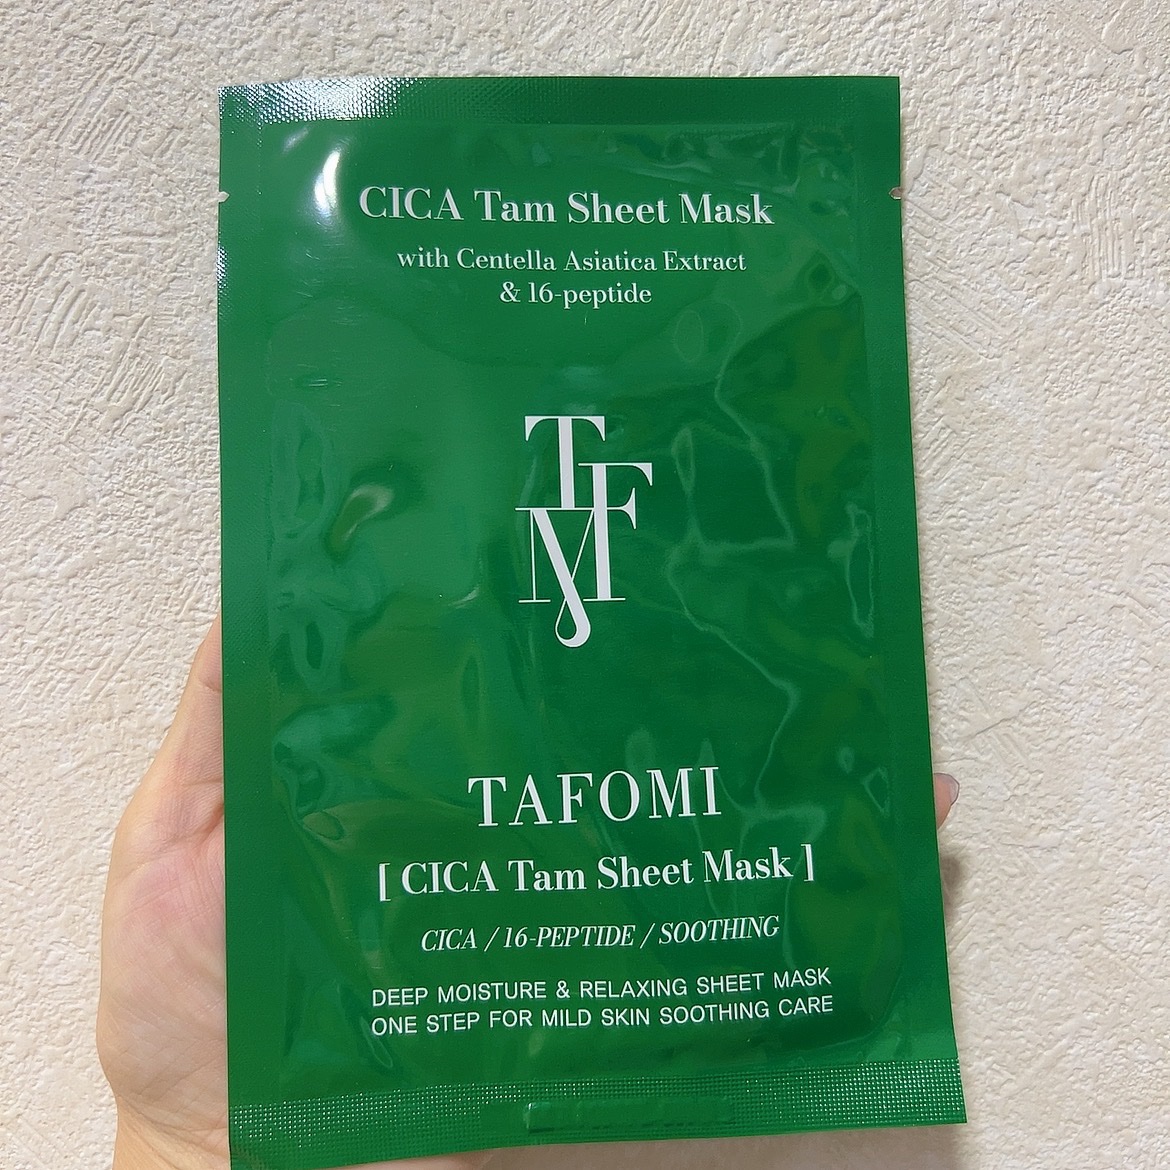 CICA Tam Sheet Mask
with Centella Asiatica Extract
& 16-peptide
TFM
TAFOMI
[ CICA Tam Sheet Mask ]
CICA / 16-PEPTIDE / SOOTHING
DEEP MOISTURE & RELAXING SHEET MASK
ONE STEP FOR MILD SKIN SOOTHING CARE